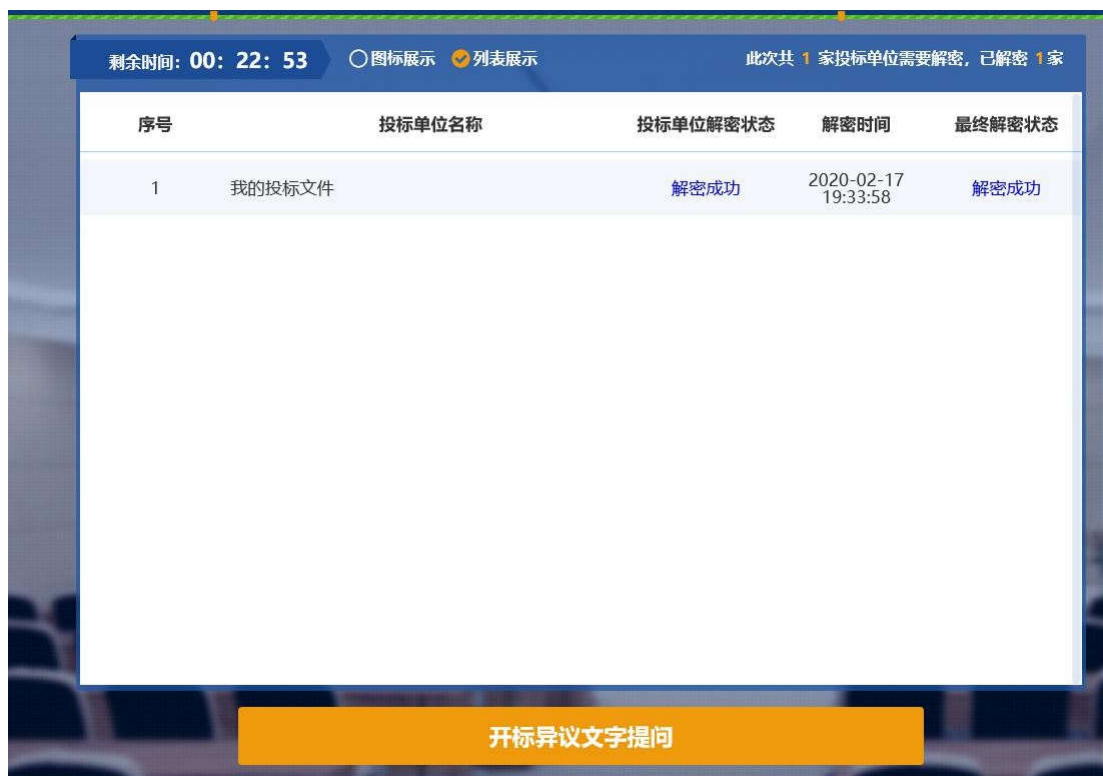 剩余时间：00：22：53 图标展示 列表展示 此次共 1 家投标单位需要解密，已解密 1家
序号 投标单位名称 投标单位解密状态 解密时间 最终解密状态
1 我的投标文件 解密成功 2020-02-17 19:33:58 解密成功
开标异议文字提问